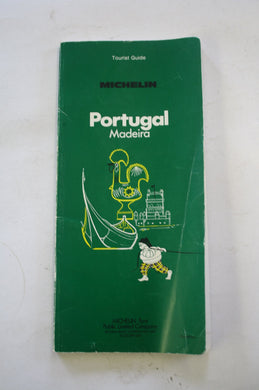 Tourist Guide
MICHELIN
Portugal
Madeira
MICHELIN Tyre
Public Limited Company